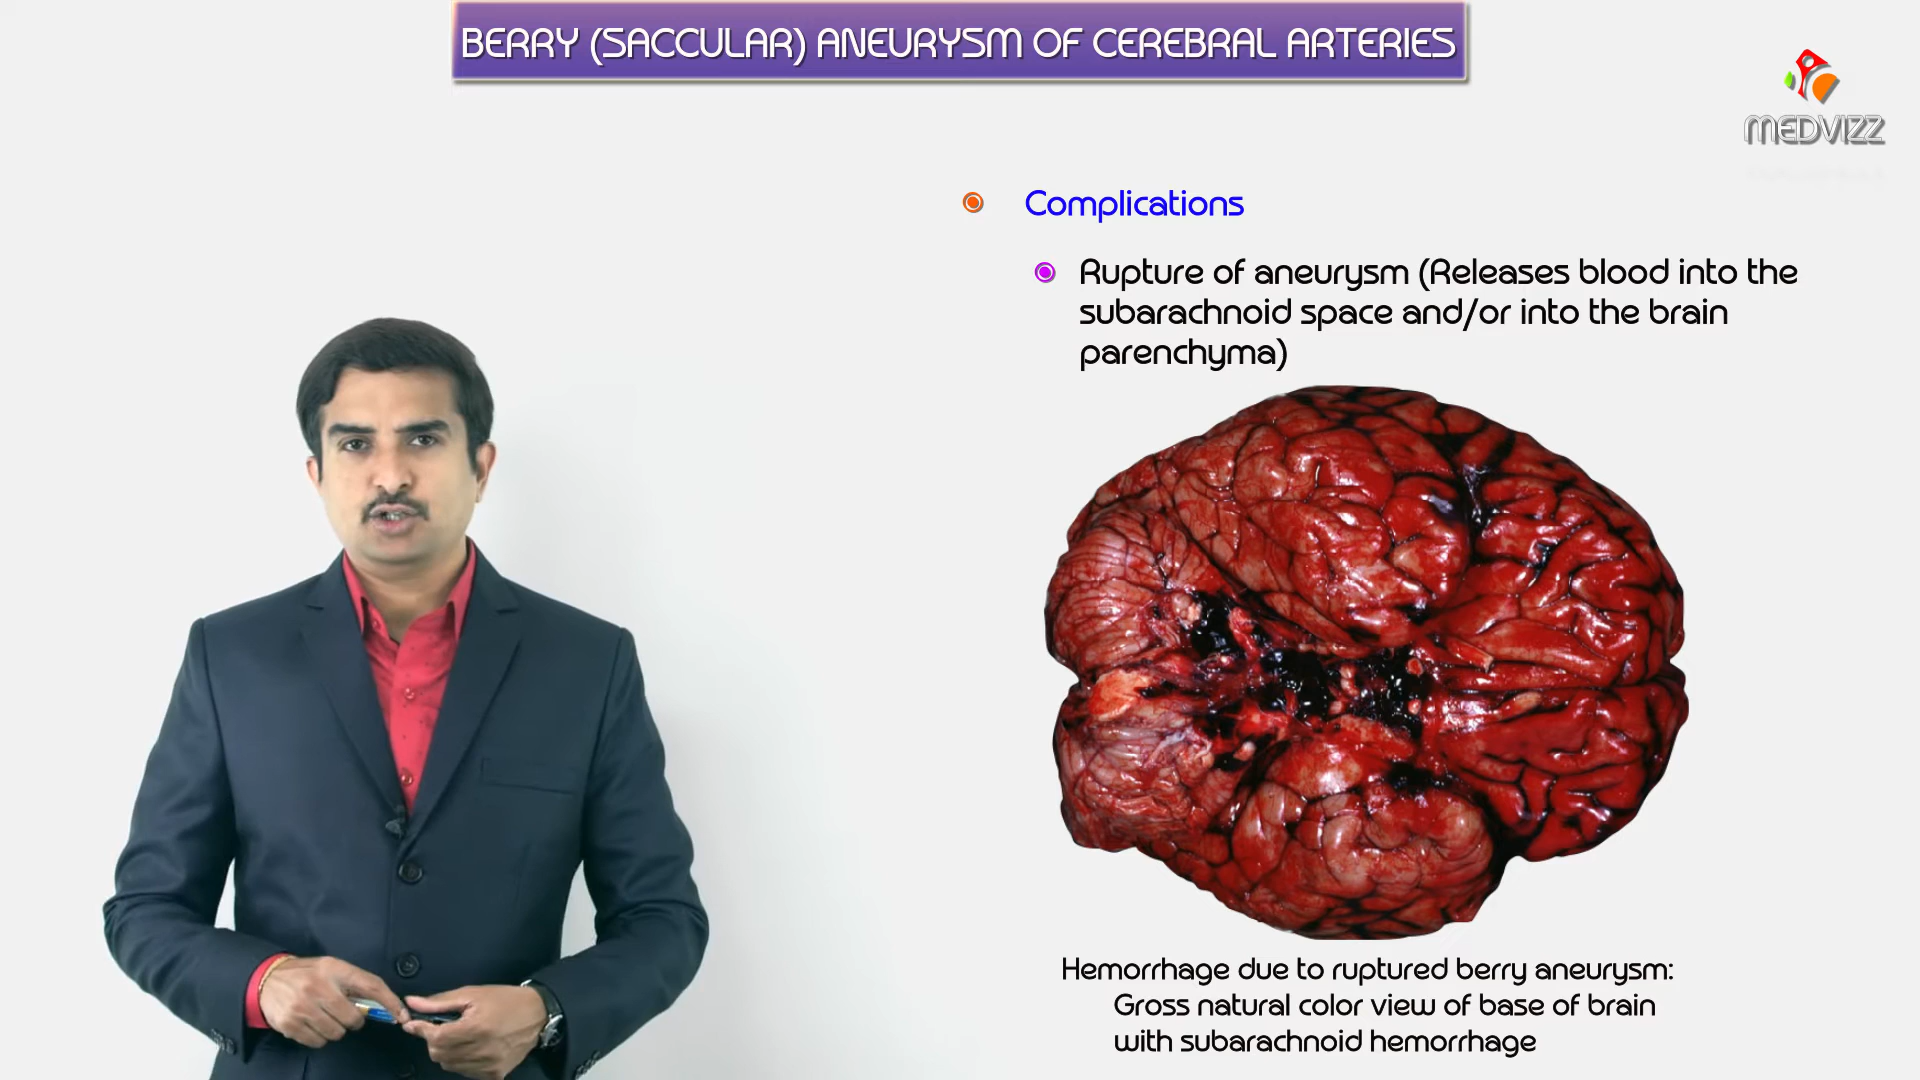 BERRY (SACCULAR) ANEURYSM OF CEREBRAL ARTERIES
MEDVIZZ
Complications
Rupture of aneurysm (Releases blood into the
subarachnoid space and/or into the brain
parenchyma)
Hemorrhage due to ruptured berry aneurysm:
Gross natural color view of base of brain
with subarachnoid hemorrhage